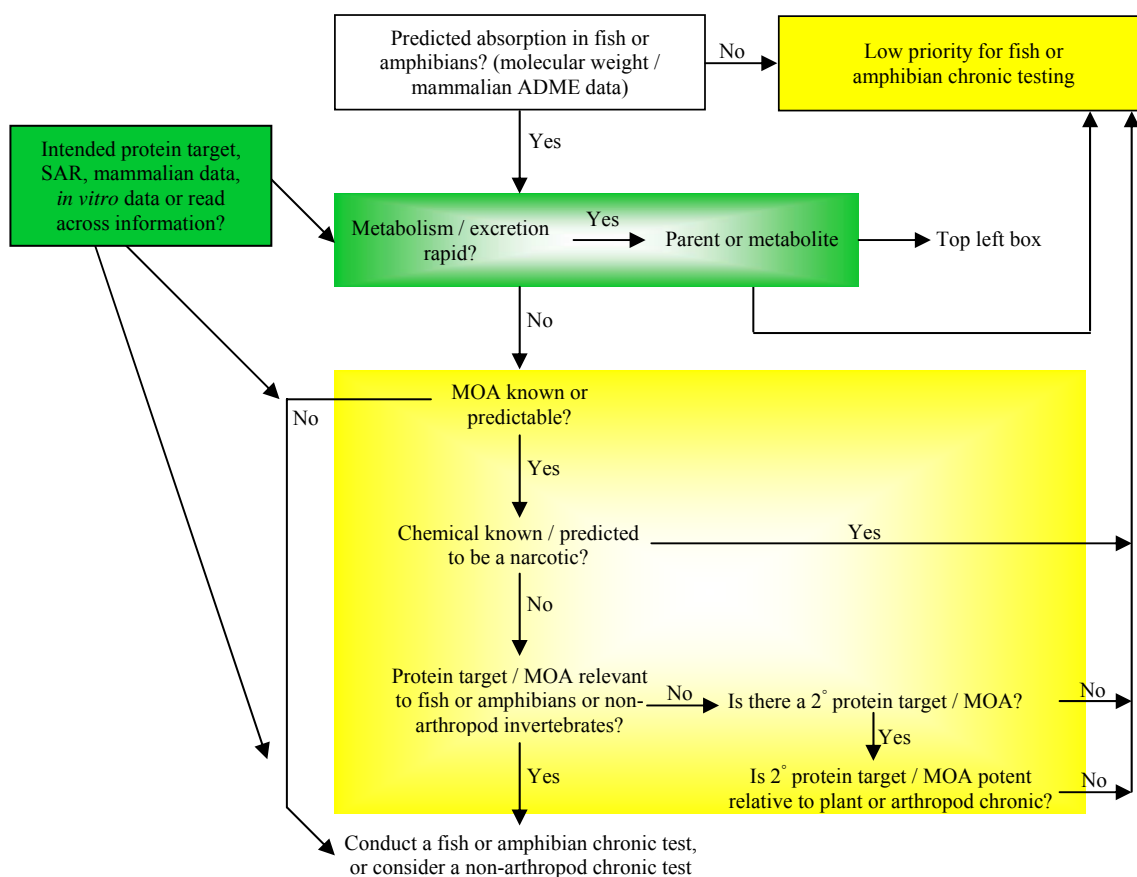 Predicted absorption in fish or
amphibians? (molecular weight /
mammalian ADME data)
No
Low priority for fish or
amphibian chronic testing
Yes
Intended protein target,
SAR, mammalian data,
in vitro data or read
across information?
Metabolism / excretion
rapid?
Yes
Parent or metabolite
Top left box
No
MOA known or
predictable?
No
Yes
Chemical known / predicted
to be a narcotic?
Yes
No
Protein target / MOA relevant
to fish or amphibians or non-
arthropod invertebrates?
No
Is there a 2° protein target / MOA?
No
Yes
Yes
Is 2° protein target / MOA potent
relative to plant or arthropod chronic?
No
Conduct a fish or amphibian chronic test,
or consider a non-arthropod chronic test